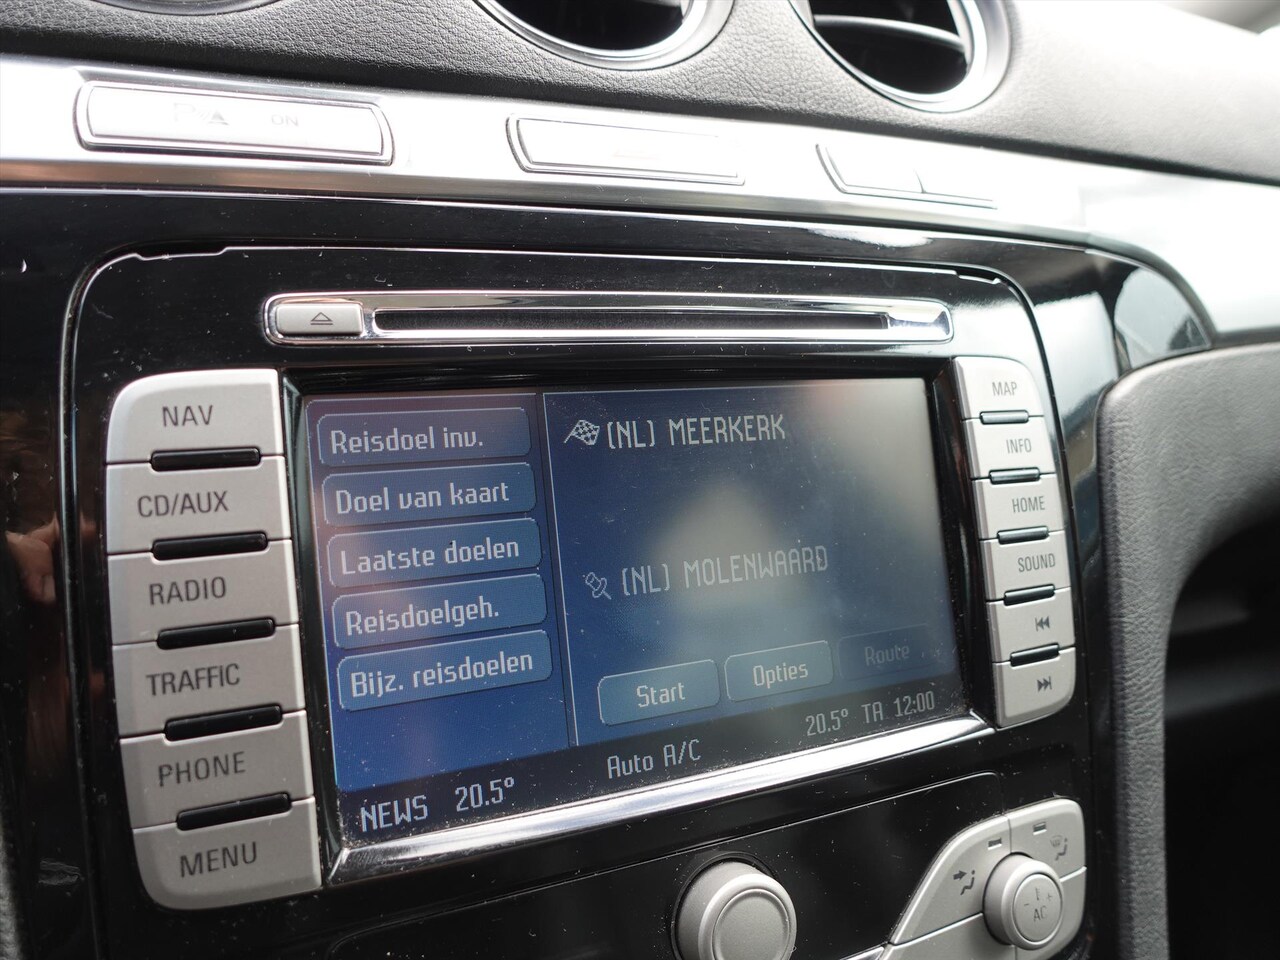 P ON
NAV
CD/AUX
RADIO
TRAFFIC
PHONE
MENU
Reisdoel inv.
Doel van kaart
Laatste doelen
Reisdoelgeh.
Bijz. reisdoelen
(NL) MEERKERK
(NL) MOLENWAARD
Start
Opties
Route
NEWS 20.5°
Auto A/C
20.5° TA 12:00
MAP
INFO
HOME
SOUND
- +
AC